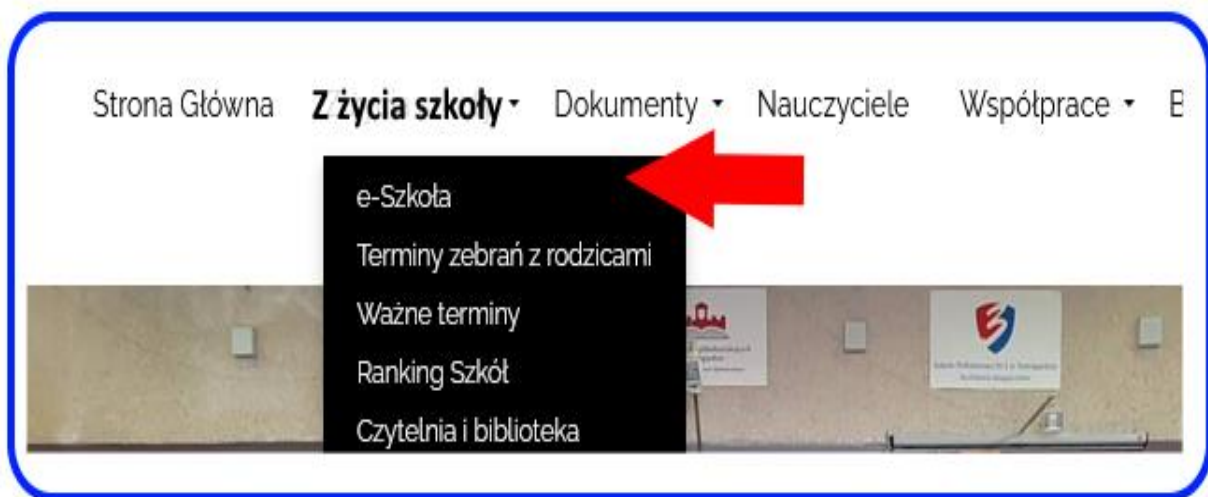 Strona Główna Z życia szkoły Dokumenty Nauczyciele Współprace B
e-Szkoła
Terminy zebrań z rodzicami
Ważne terminy
Ranking Szkół
Czytelnia i biblioteka